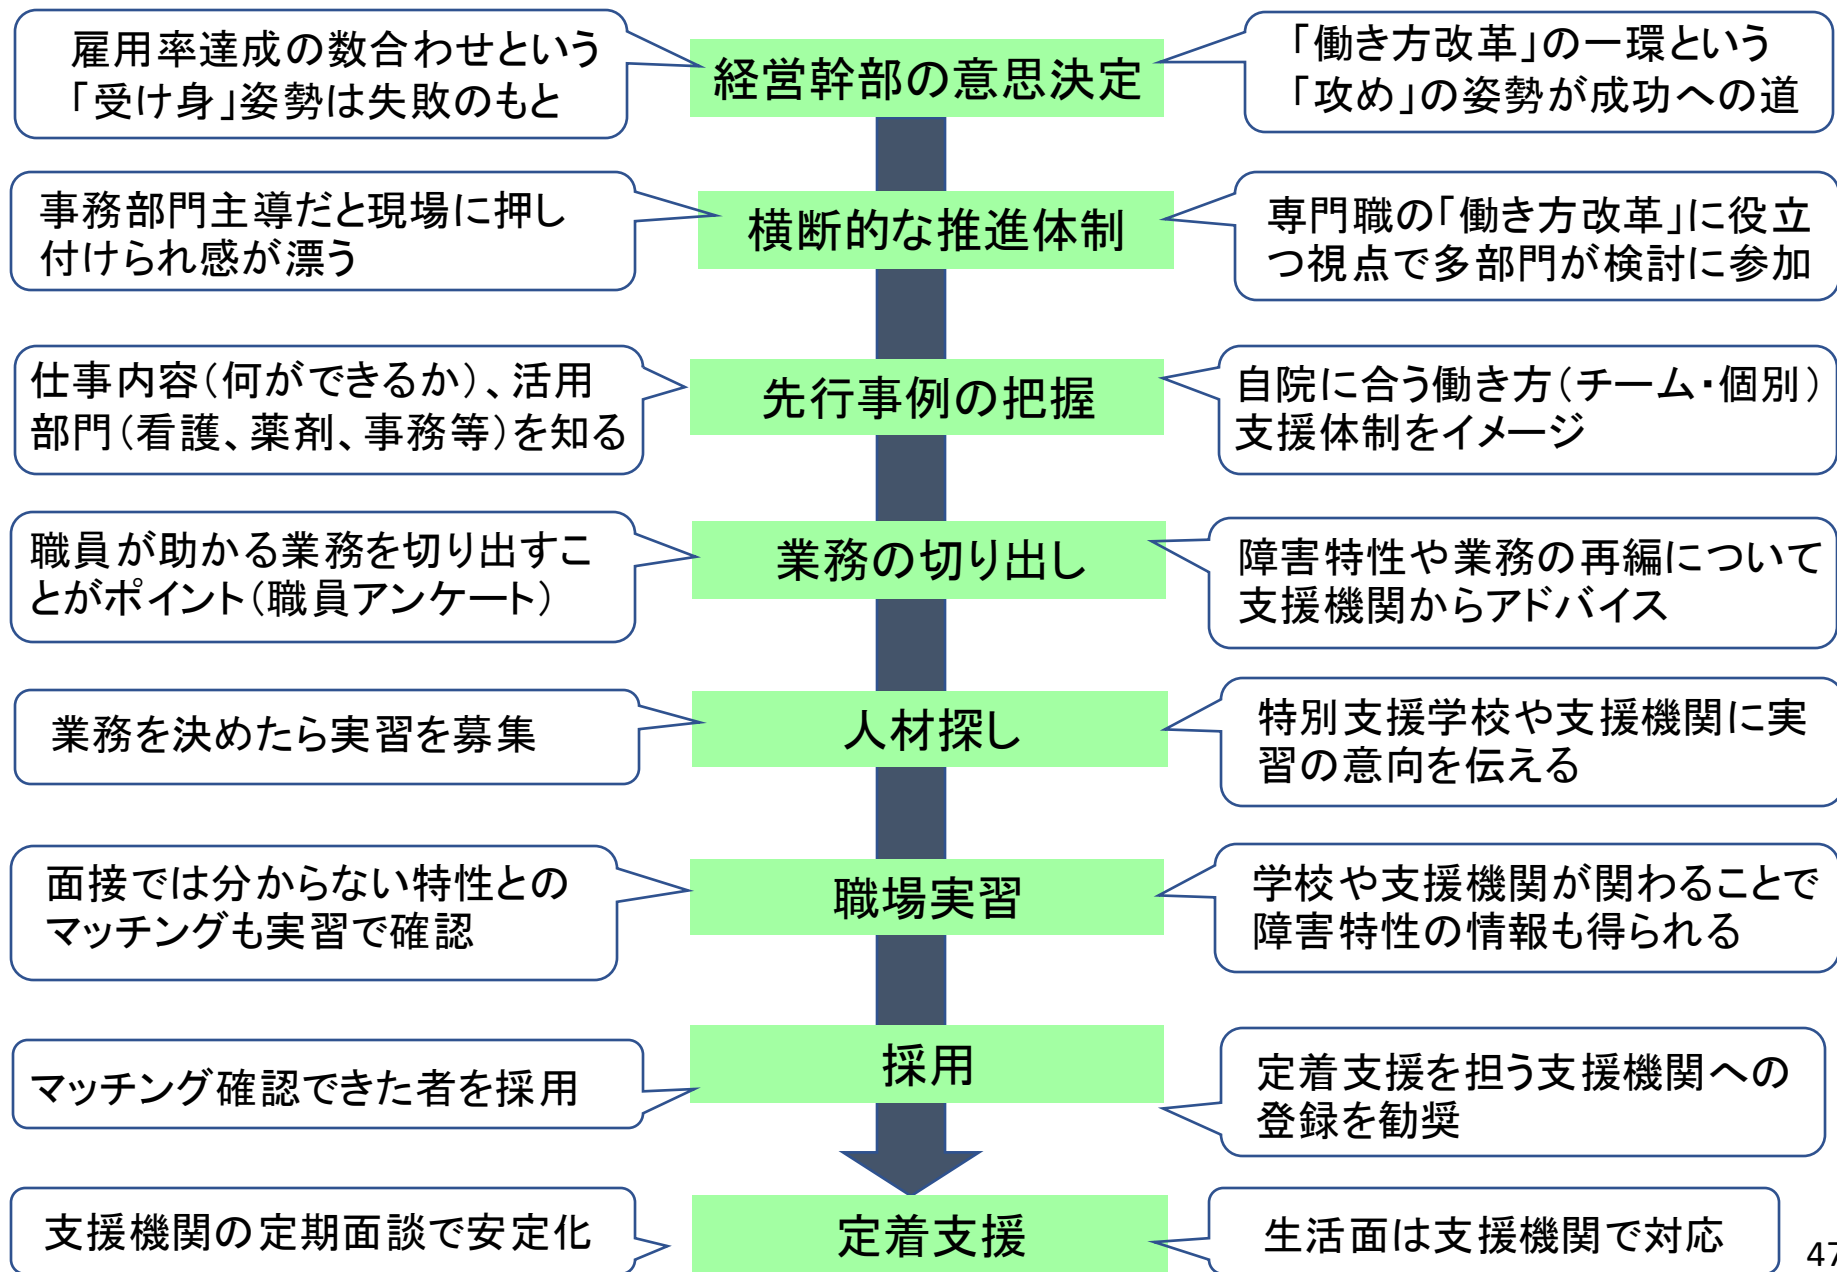 雇用率達成の数合わせという
「受け身」姿勢は失敗のもと
経営幹部の意思決定
「働き方改革」の一環という
「攻め」の姿勢が成功への道
事務部門主導だと現場に押し
付けられ感が漂う
横断的な推進体制
専門職の「働き方改革」に役立
つ視点で多部門が検討に参加
仕事内容(何ができるか)、活用
部門(看護、薬剤、事務等)を知る
先行事例の把握
自院に合う働き方(チーム・個別)
支援体制をイメージ
職員が助かる業務を切り出すこ
とがポイント(職員アンケート)
業務の切り出し
障害特性や業務の再編について
支援機関からアドバイス
業務を決めたら実習を募集
人材探し
特別支援学校や支援機関に実
習の意向を伝える
面接では分からない特性との
マッチングも実習で確認
職場実習
学校や支援機関が関わることで
障害特性の情報も得られる
マッチング確認できた者を採用
採用
定着支援を担う支援機関への
登録を勧奨
支援機関の定期面談で安定化
定着支援
生活面は支援機関で対応
47